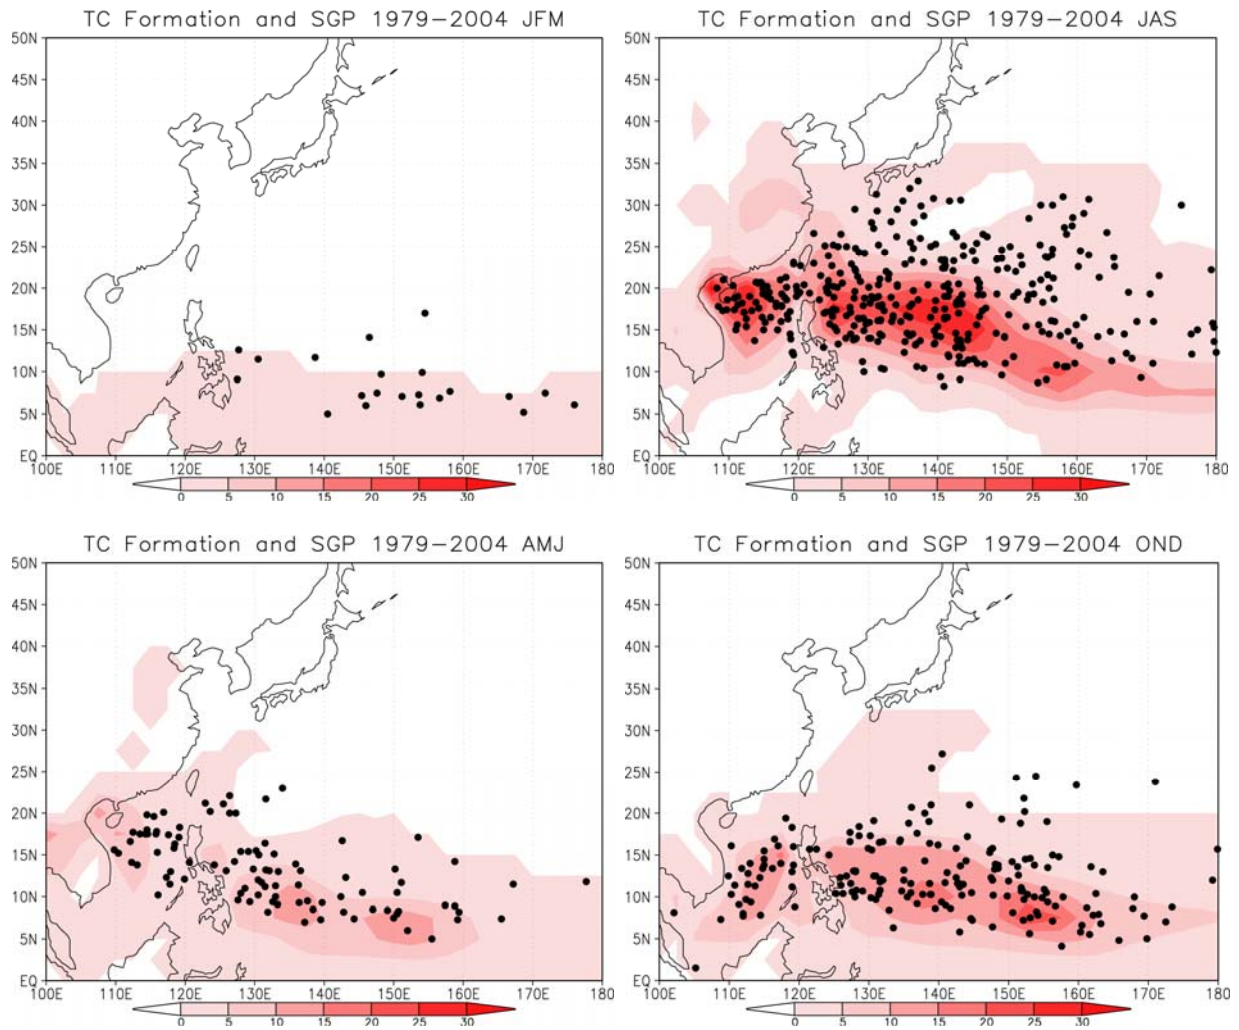 TC Formation and SGP 1979-2004 JFM
50N
45N
40N
35N
30N
25N
20N
15N
10N
5N
EQ
100E 110E 120E 130E 140E 150E 160E 170E 180
0 5 10 15 20 25 30
TC Formation and SGP 1979-2004 JAS
50N
45N
40N
35N
30N
25N
20N
15N
10N
5N
EQ
100E 110E 120E 130E 140E 150E 160E 170E 180
0 5 10 15 20 25 30
TC Formation and SGP 1979-2004 AMJ
50N
45N
40N
35N
30N
25N
20N
15N
10N
5N
EQ
100E 110E 120E 130E 140E 150E 160E 170E 180
0 5 10 15 20 25 30
TC Formation and SGP 1979-2004 OND
50N
45N
40N
35N
30N
25N
20N
15N
10N
5N
EQ
100E 110E 120E 130E 140E 150E 160E 170E 180
0 5 10 15 20 25 30